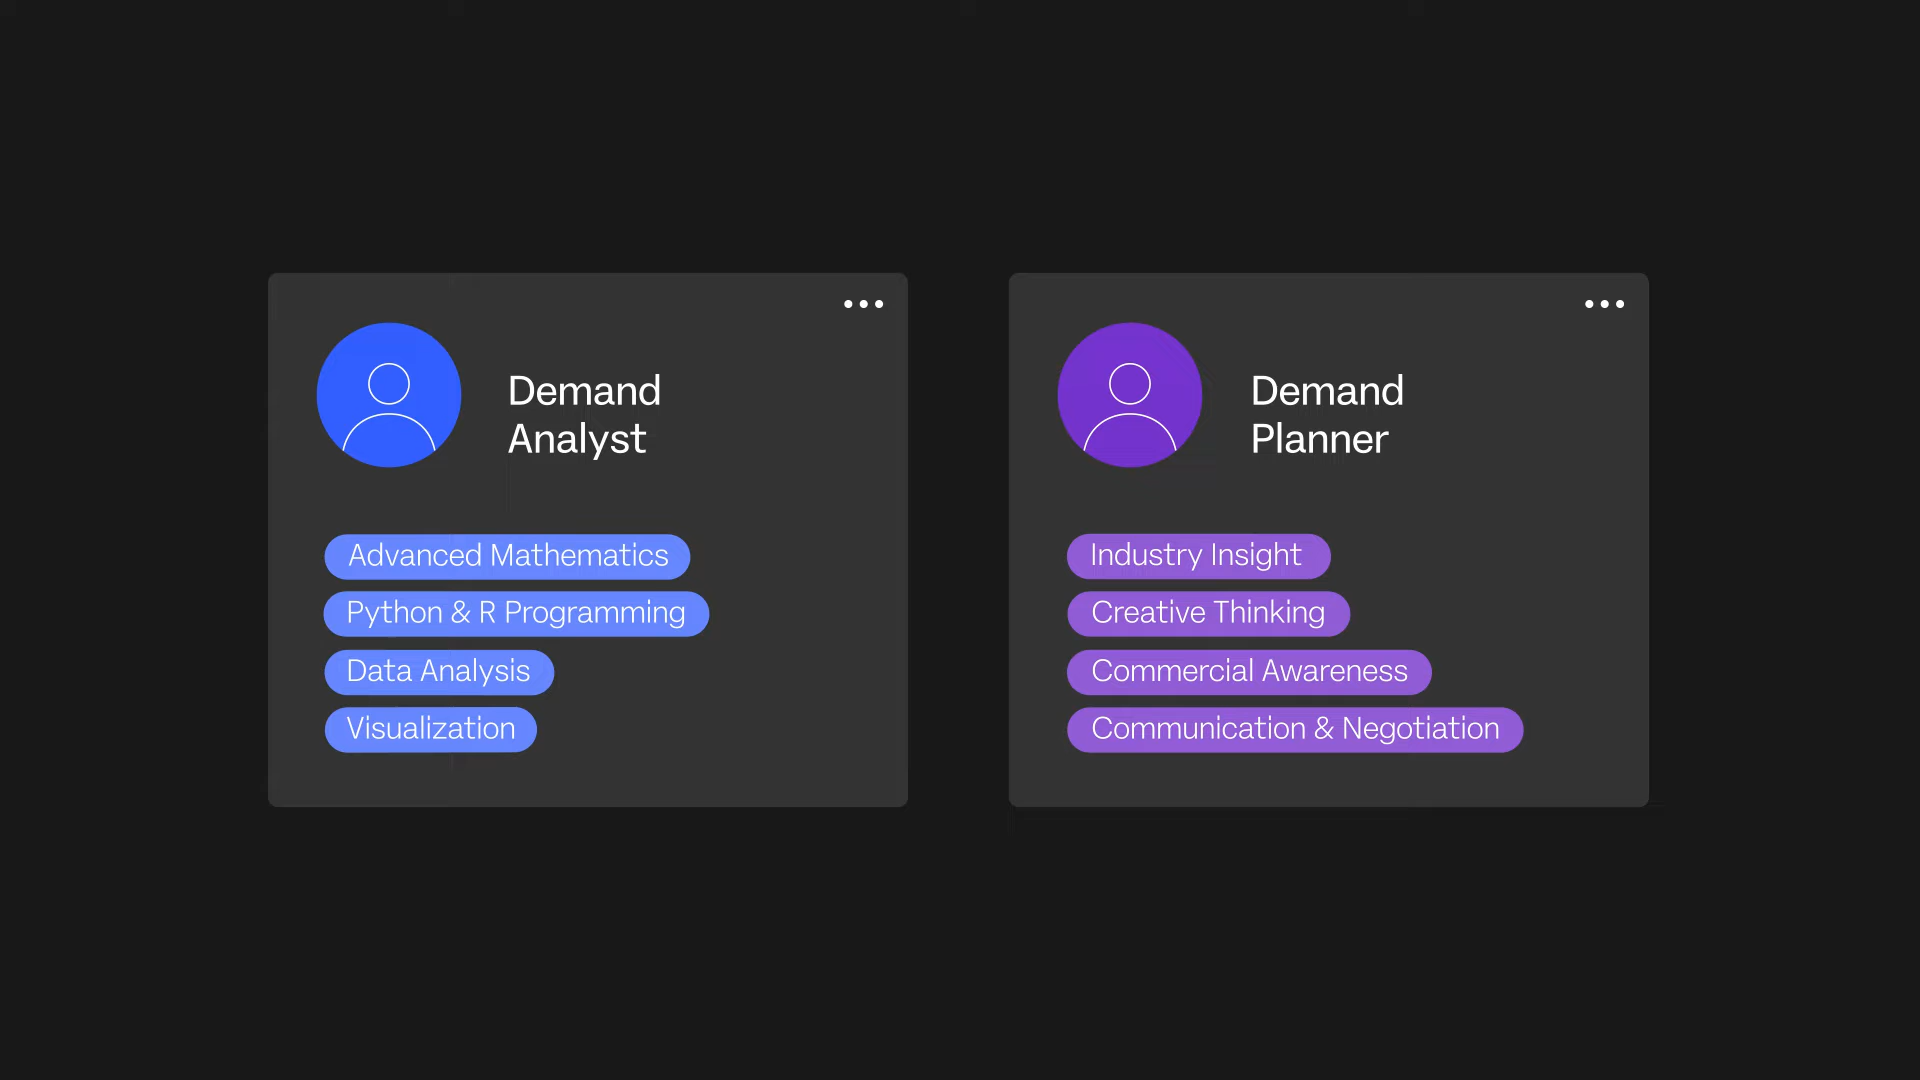 Demand
Analyst
Advanced Mathematics
Python & R Programming
Data Analysis
Visualization
Demand
Planner
Industry Insight
Creative Thinking
Commercial Awareness
Communication & Negotiation